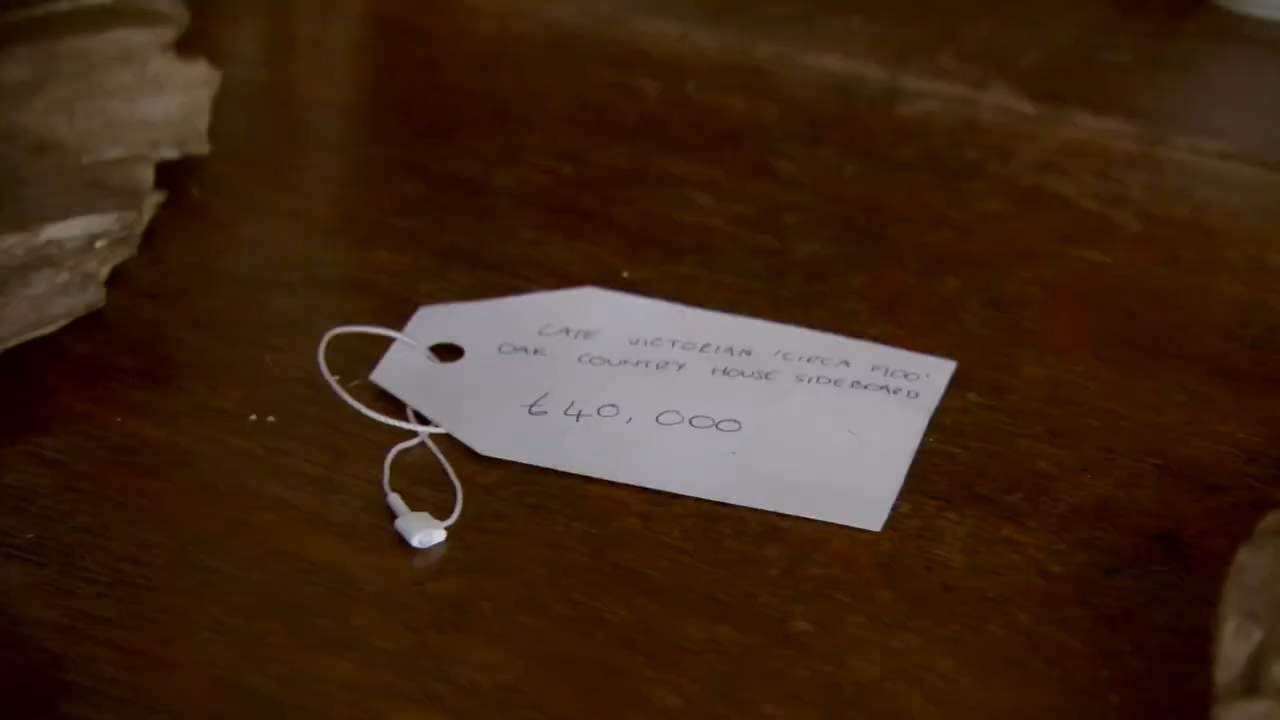 LATE VICTORIAN 'CIRCA 1900'
OAK COUNTRY HOUSE SIDEBOARD
£40,000